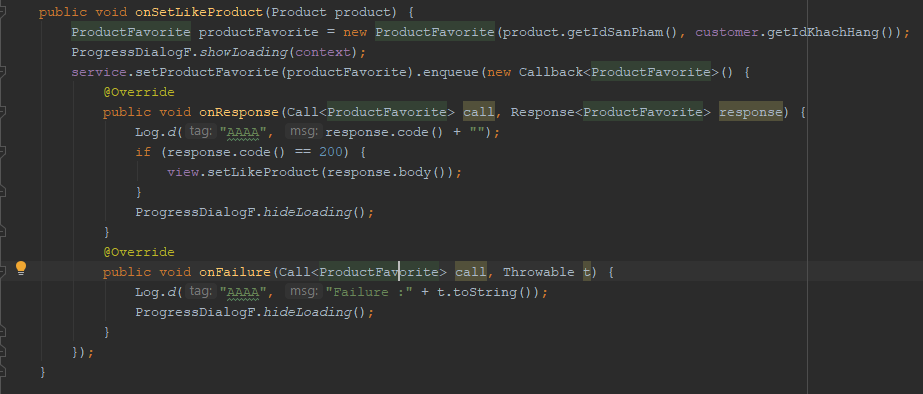 public void onSetLikeProduct(Product product) {
ProductFavorite productFavorite = new ProductFavorite(product.getIdSanPham(), customer.getIdKhachHang());
ProgressDialogF.showLoading(context);
service.setProductFavorite(productFavorite).enqueue(new Callback<ProductFavorite>() {
@Override
public void onResponse(Call<ProductFavorite> call, Response<ProductFavorite> response) {
Log.d( tag: "AAAA", msg: response.code() + "");
if (response.code() == 200) {
view.setLikeProduct(response.body());
}
ProgressDialogF.hideLoading();
}
@Override
public void onFailure(Call<ProductFavorite> call, Throwable t) {
Log.d( tag: "AAAA", msg: "Failure :" + t.toString());
ProgressDialogF.hideLoading();
}
});
}